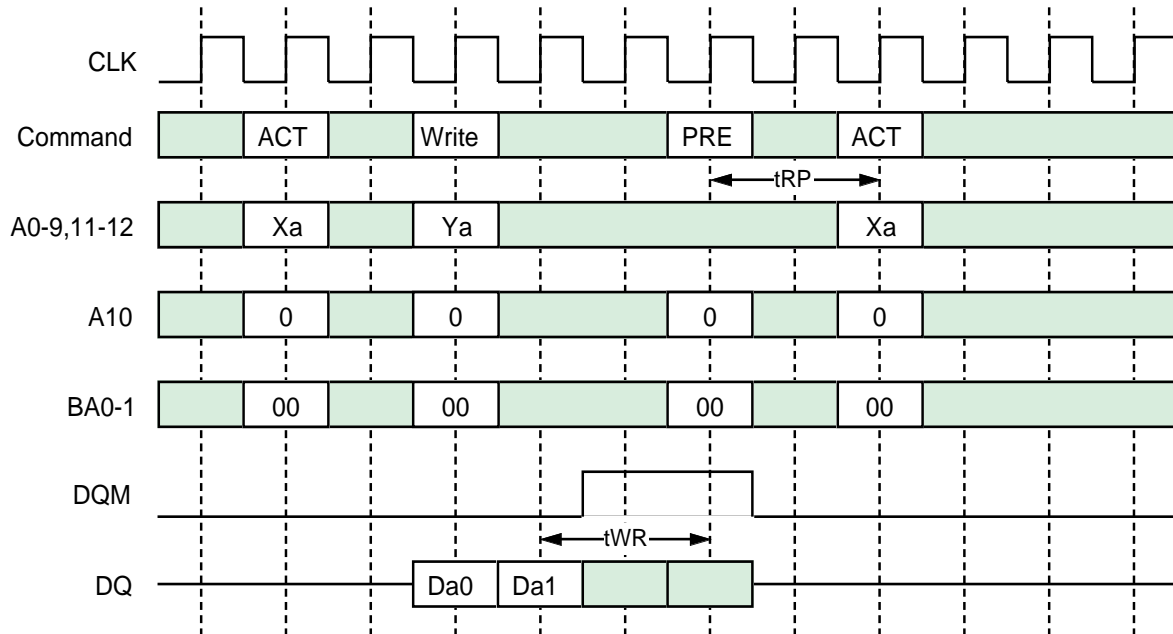 CLK
Command ACT Write PRE ACT
tRP
A0-9,11-12 Xa Ya Xa
A10 0 0 0 0
BA0-1 00 00 00 00
DQM
tWR
DQ Da0 Da1